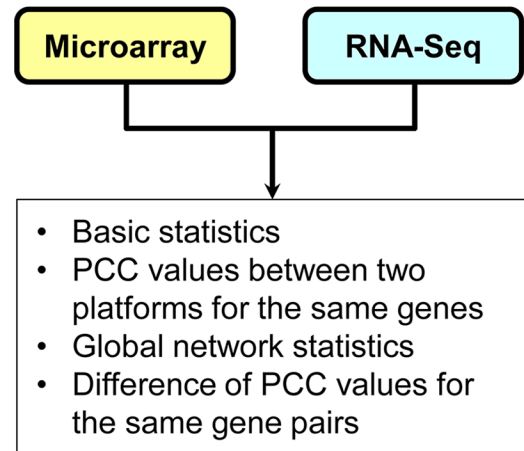 Microarray
RNA-Seq
• Basic statistics
• PCC values between two
platforms for the same genes
• Global network statistics
• Difference of PCC values for
the same gene pairs